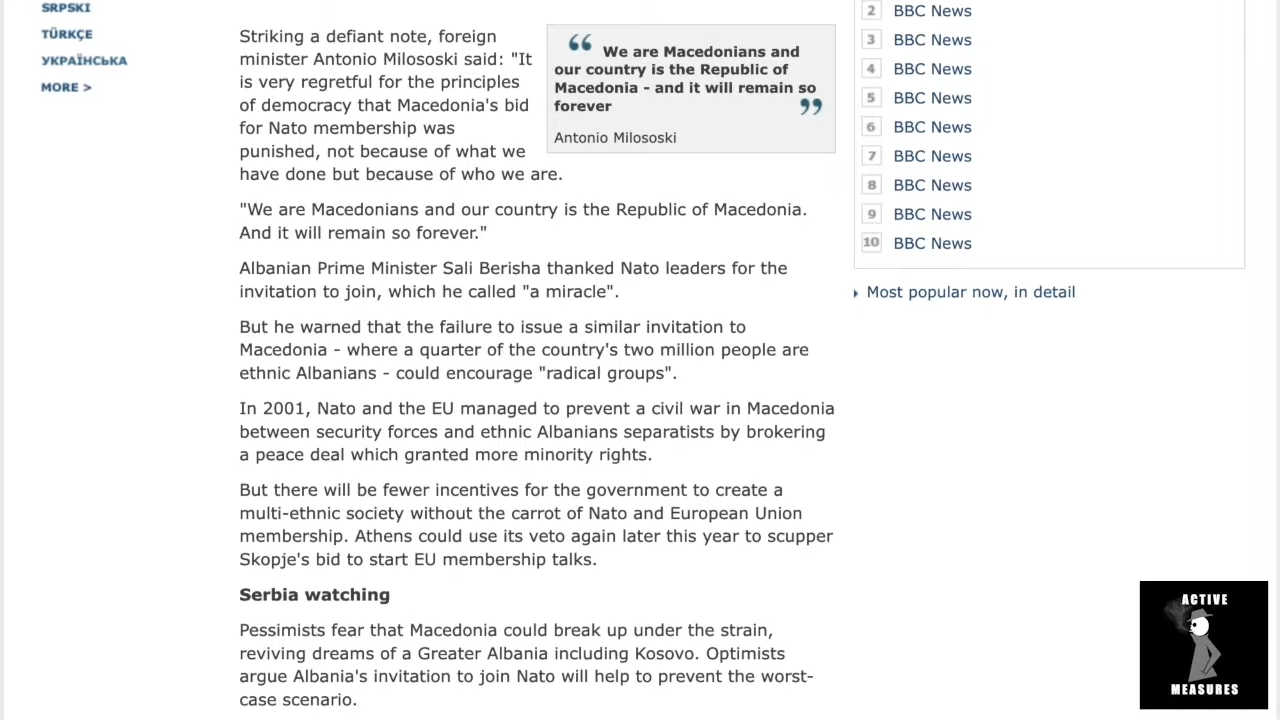 SRPSKI
TÜRKÇE
УКРАЇНСЬКА
MORE >
Striking a defiant note, foreign
minister Antonio Milososki said: "It
is very regretful for the principles
of democracy that Macedonia's bid
for Nato membership was
punished, not because of what we
have done but because of who we are.
“ We are Macedonians and
our country is the Republic of
Macedonia - and it will remain so
forever ”
Antonio Milososki
"We are Macedonians and our country is the Republic of Macedonia.
And it will remain so forever."
Albanian Prime Minister Sali Berisha thanked Nato leaders for the
invitation to join, which he called "a miracle".
But he warned that the failure to issue a similar invitation to
Macedonia - where a quarter of the country's two million people are
ethnic Albanians - could encourage "radical groups".
In 2001, Nato and the EU managed to prevent a civil war in Macedonia
between security forces and ethnic Albanians separatists by brokering
a peace deal which granted more minority rights.
But there will be fewer incentives for the government to create a
multi-ethnic society without the carrot of Nato and European Union
membership. Athens could use its veto again later this year to scupper
Skopje's bid to start EU membership talks.
Serbia watching
Pessimists fear that Macedonia could break up under the strain,
reviving dreams of a Greater Albania including Kosovo. Optimists
argue Albania's invitation to join Nato will help to prevent the worst-
case scenario.
2 BBC News
3 BBC News
4 BBC News
5 BBC News
6 BBC News
7 BBC News
8 BBC News
9 BBC News
10 BBC News
Most popular now, in detail
ACTIVE
MEASURES